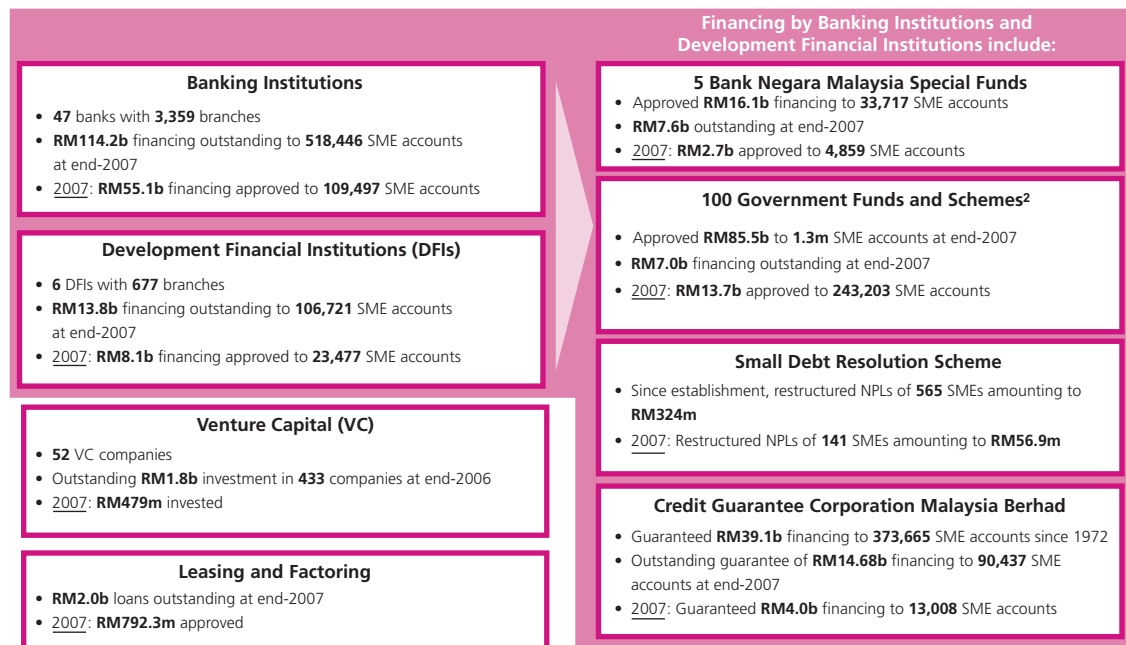 Financing by Banking Institutions and
Development Financial Institutions include:
Banking Institutions
• 47 banks with 3,359 branches
• RM114.2b financing outstanding to 518,446 SME accounts
at end-2007
• 2007: RM55.1b financing approved to 109,497 SME accounts
Development Financial Institutions (DFIs)
• 6 DFIs with 677 branches
• RM13.8b financing outstanding to 106,721 SME accounts
at end-2007
• 2007: RM8.1b financing approved to 23,477 SME accounts
Venture Capital (VC)
• 52 VC companies
• Outstanding RM1.8b investment in 433 companies at end-2006
• 2007: RM479m invested
Leasing and Factoring
• RM2.0b loans outstanding at end-2007
• 2007: RM792.3m approved
5 Bank Negara Malaysia Special Funds
• Approved RM16.1b financing to 33,717 SME accounts
• RM7.6b outstanding at end-2007
• 2007: RM2.7b approved to 4,859 SME accounts
100 Government Funds and Schemes²
• Approved RM85.5b to 1.3m SME accounts at end-2007
• RM7.0b financing outstanding at end-2007
• 2007: RM13.7b approved to 243,203 SME accounts
Small Debt Resolution Scheme
• Since establishment, restructured NPLs of 565 SMEs amounting to
RM324m
• 2007: Restructured NPLs of 141 SMEs amounting to RM56.9m
Credit Guarantee Corporation Malaysia Berhad
• Guaranteed RM39.1b financing to 373,665 SME accounts since 1972
• Outstanding guarantee of RM14.68b financing to 90,437 SME
accounts at end-2007
• 2007: Guaranteed RM4.0b financing to 13,008 SME accounts